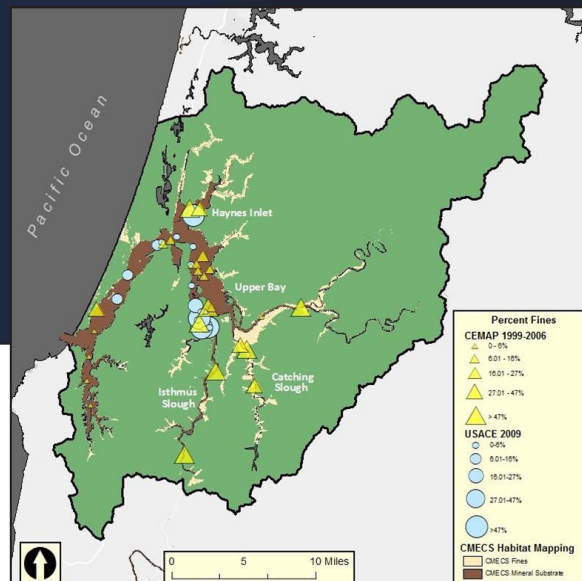 Pacific Ocean
Haynes Inlet
Upper Bay
Isthmus
Slough
Catching
Slough
Percent Fines
CEMAP 1999-2006
0-6%
6.01 - 16%
16.01 - 27%
27.01 - 47%
> 47%
USACE 2009
0-6%
6.01-15%
16.01-27%
27.01-47%
>47%
CMECS Habitat Mapping
CMECS Fines
CMECS Mineral Substrate
0 5 10 Miles